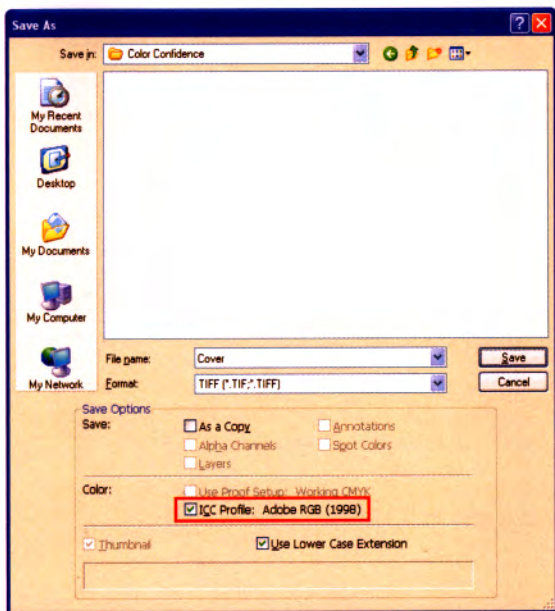 Save As
Save in: Color Confidence
My Recent
Documents
Desktop
My Documents
My Computer
My Network
File name: Cover Save
Format: TIFF (*.TIF;*.TIFF) Cancel
Save Options
Save: As a Copy Annotations
Alpha Channels Spot Colors
Layers
Color: Use Proof Setup: Working CMYK
ICC Profile: Adobe RGB (1998)
Thumbnail Use Lower Case Extension